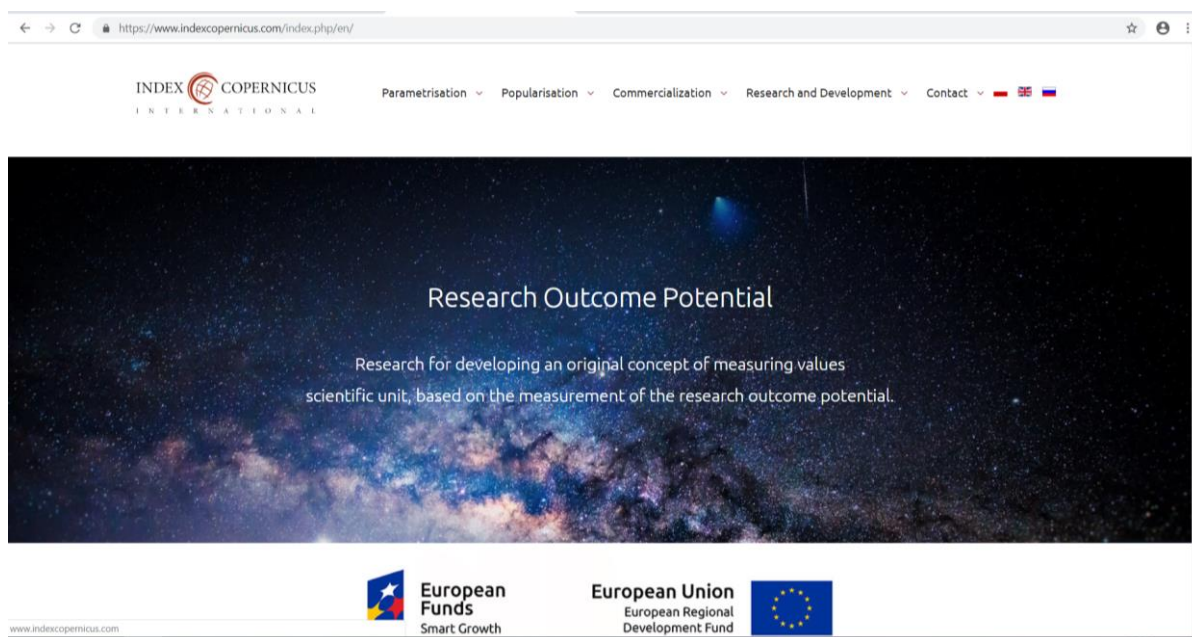 https://www.indexcopernicus.com/index.php/en/
INDEX COPERNICUS
INTERNATIONAL
Parametrisation Popularisation Commercialization Research and Development Contact
Research Outcome Potential
Research for developing an original concept of measuring values
scientific unit, based on the measurement of the research outcome potential.
European
Funds
Smart Growth
European Union
European Regional
Development Fund
www.indexcopernicus.com